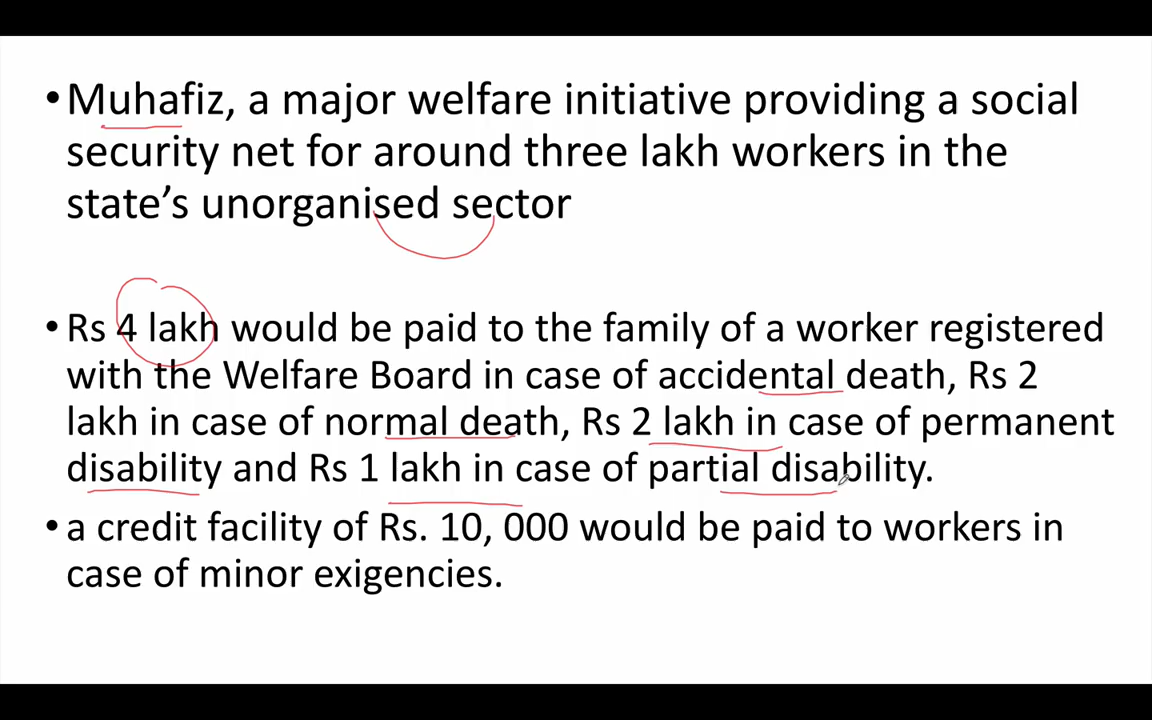 •Muhafiz, a major welfare initiative providing a social
security net for around three lakh workers in the
state’s unorganised sector
•Rs 4 lakh would be paid to the family of a worker registered
with the Welfare Board in case of accidental death, Rs 2
lakh in case of normal death, Rs 2 lakh in case of permanent
disability and Rs 1 lakh in case of partial disability.
•a credit facility of Rs. 10, 000 would be paid to workers in
case of minor exigencies.